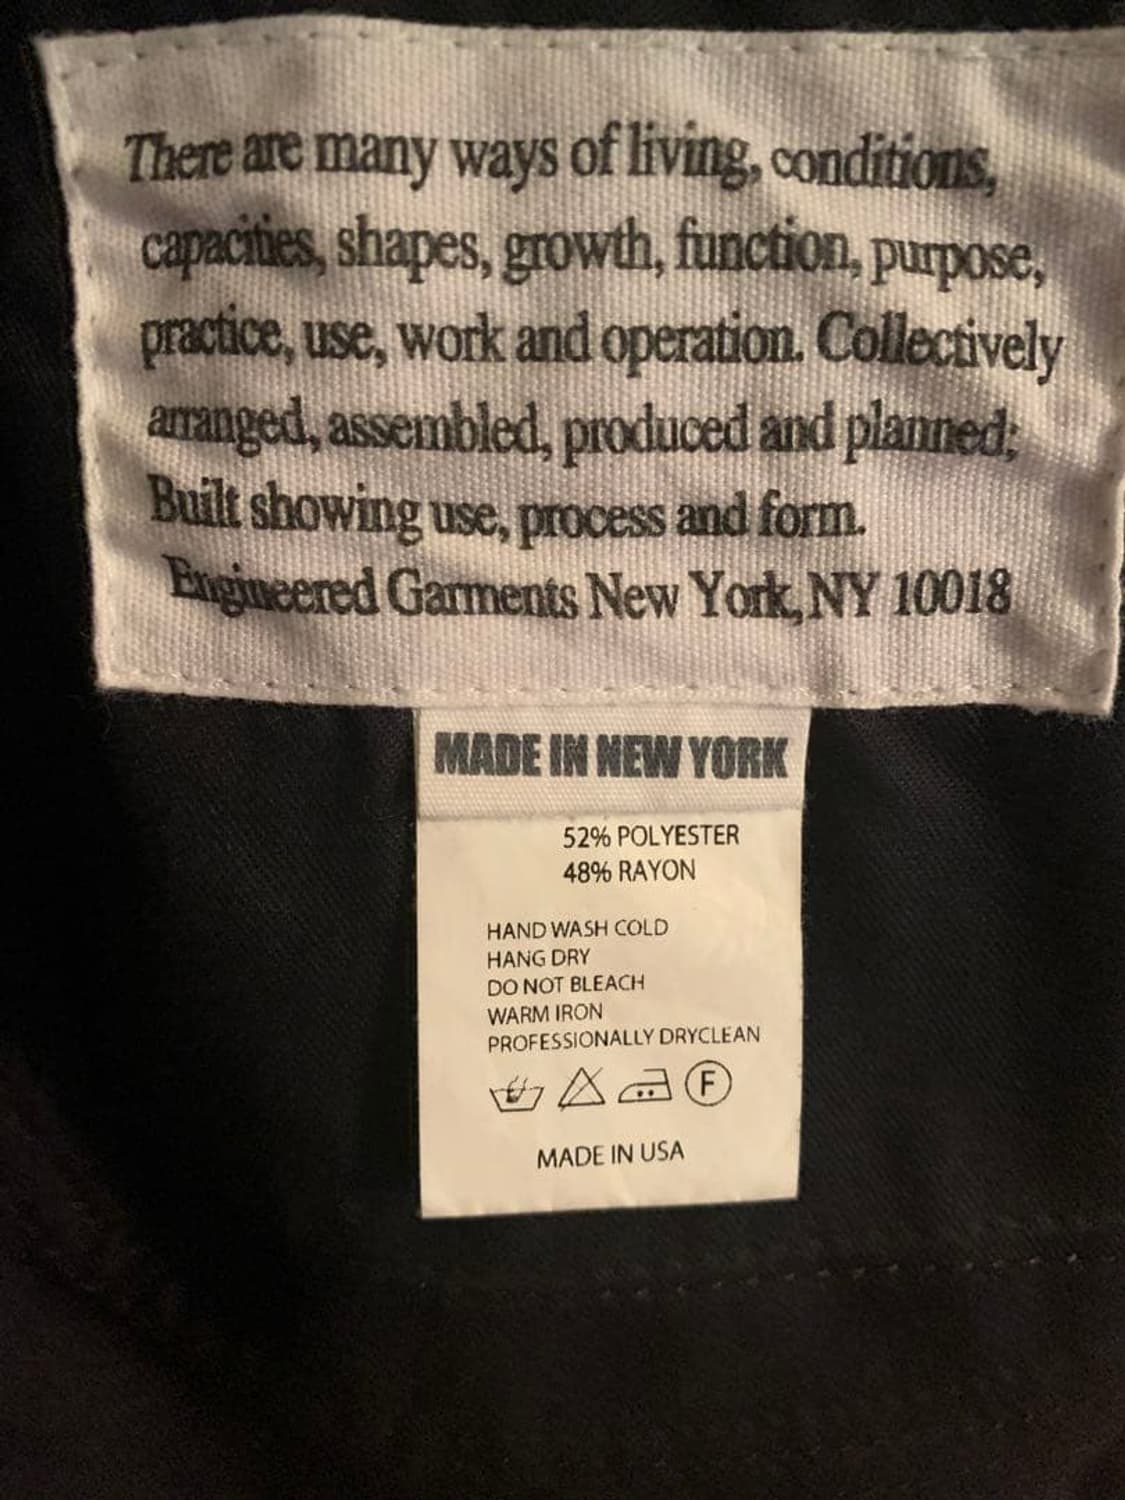 There are many ways of living, conditions,
capacities, shapes, growth, function, purpose,
practice, use, work and operation. Collectively
arranged, assembled, produced and planned;
Built showing use, process and form.
Engineered Garments New York, NY 10018
MADE IN NEW YORK
52% POLYESTER
48% RAYON
HAND WASH COLD
HANG DRY
DO NOT BLEACH
WARM IRON
PROFESSIONALLY DRYCLEAN
F
MADE IN USA